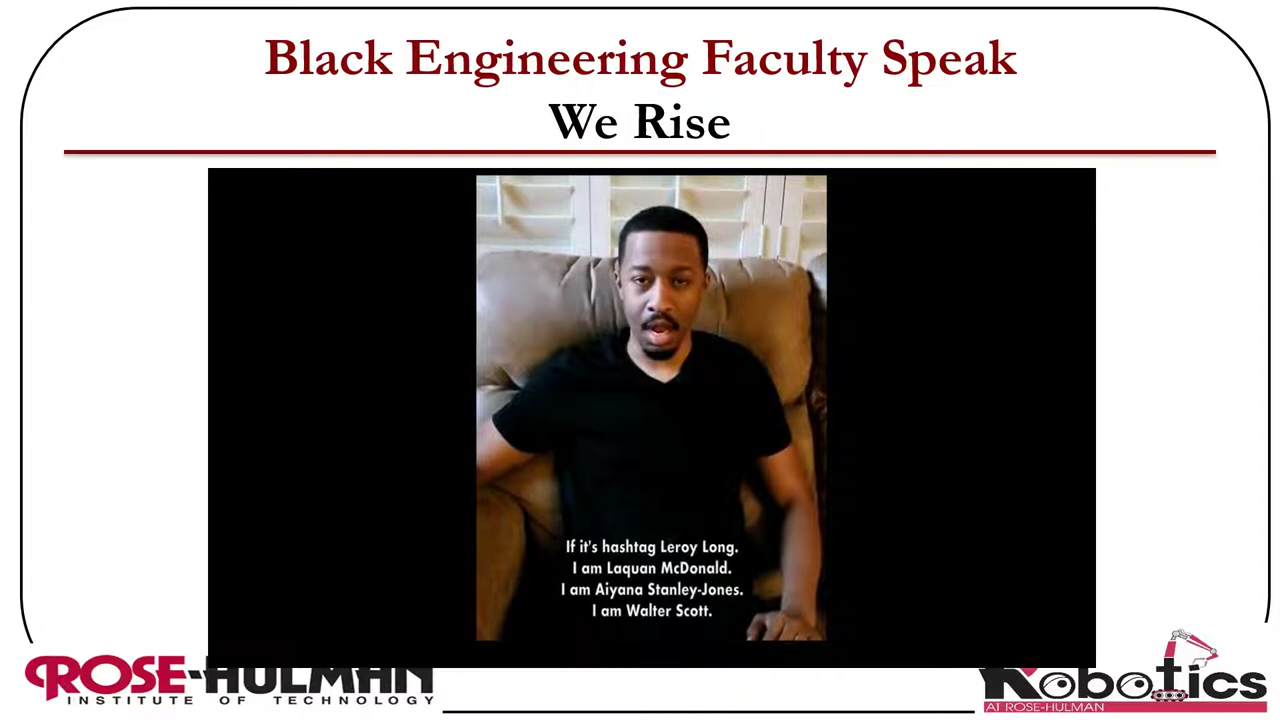 Black Engineering Faculty Speak
We Rise
If it's hashtag Leroy Long.
I am Laquan McDonald.
I am Aiyana Stanley-Jones.
I am Walter Scott.
ROSE-HULMAN
INSTITUTE OF TECHNOLOGY
Robotics
AT ROSE-HULMAN